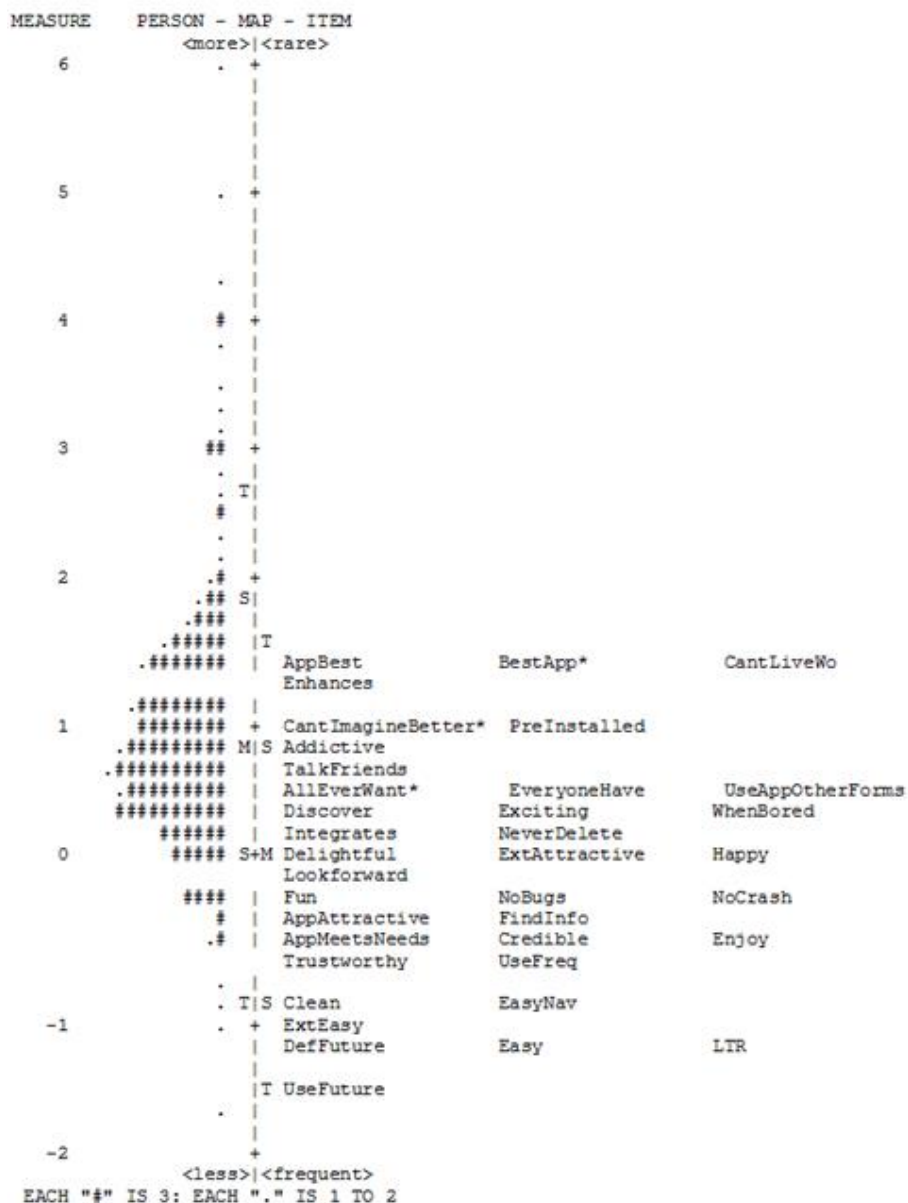 MEASURE PERSON - MAP - ITEM
<more>|<rare>
6 . +
|
|
|
|
|
5 . +
|
|
|
. |
|
4 # +
. |
|
. |
. |
. |
3 ## +
. |
. T|
# |
. |
. |
2 .# +
.## S|
.### |
.##### |T
.####### | AppBest BestApp* CantLiveWo
Enhances
.######## |
1 ######## + CantImagineBetter* PreInstalled
.######### M|S Addictive
.########## | TalkFriends
.######### | AllEverWant* EveryoneHave UseAppOtherForms
########## | Discover Exciting WhenBored
###### | Integrates NeverDelete
0 ##### S+M Delightful ExtAttractive Happy
Lookforward
#### | Fun NoBugs NoCrash
# | AppAttractive FindInfo
.# | AppMeetsNeeds Credible Enjoy
Trustworthy UseFreq
. |
. T|S Clean EasyNav
-1 . + ExtEasy
| DefFuture Easy LTR
|
|T UseFuture
. |
|
-2 +
<less>|<frequent>
EACH "#" IS 3: EACH "." IS 1 TO 2